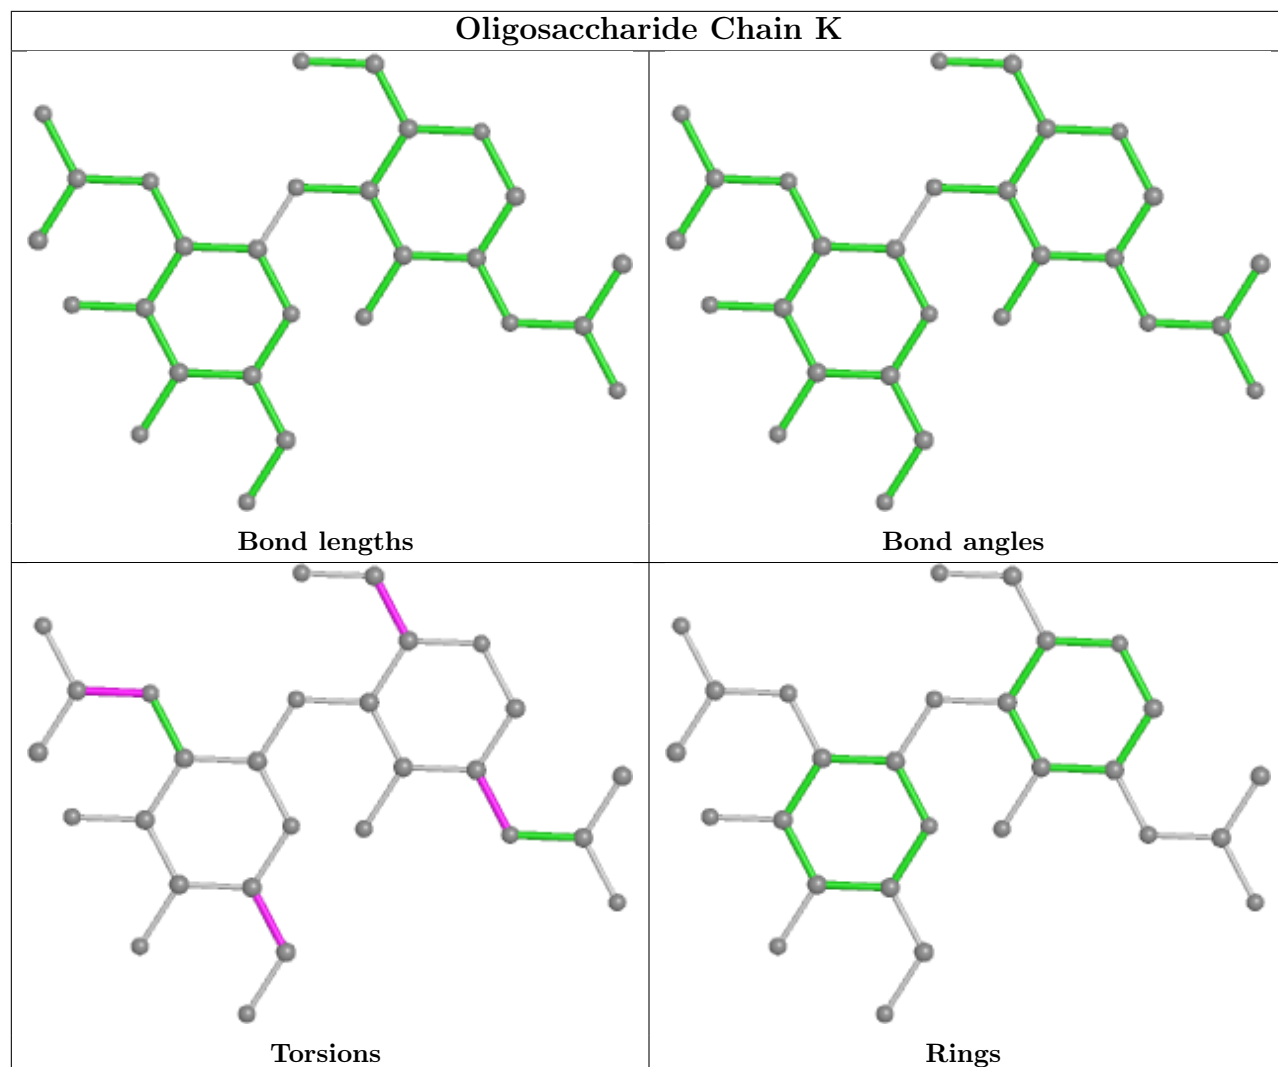 Oligosaccharide Chain K
Bond lengths
Bond angles
Torsions
Rings